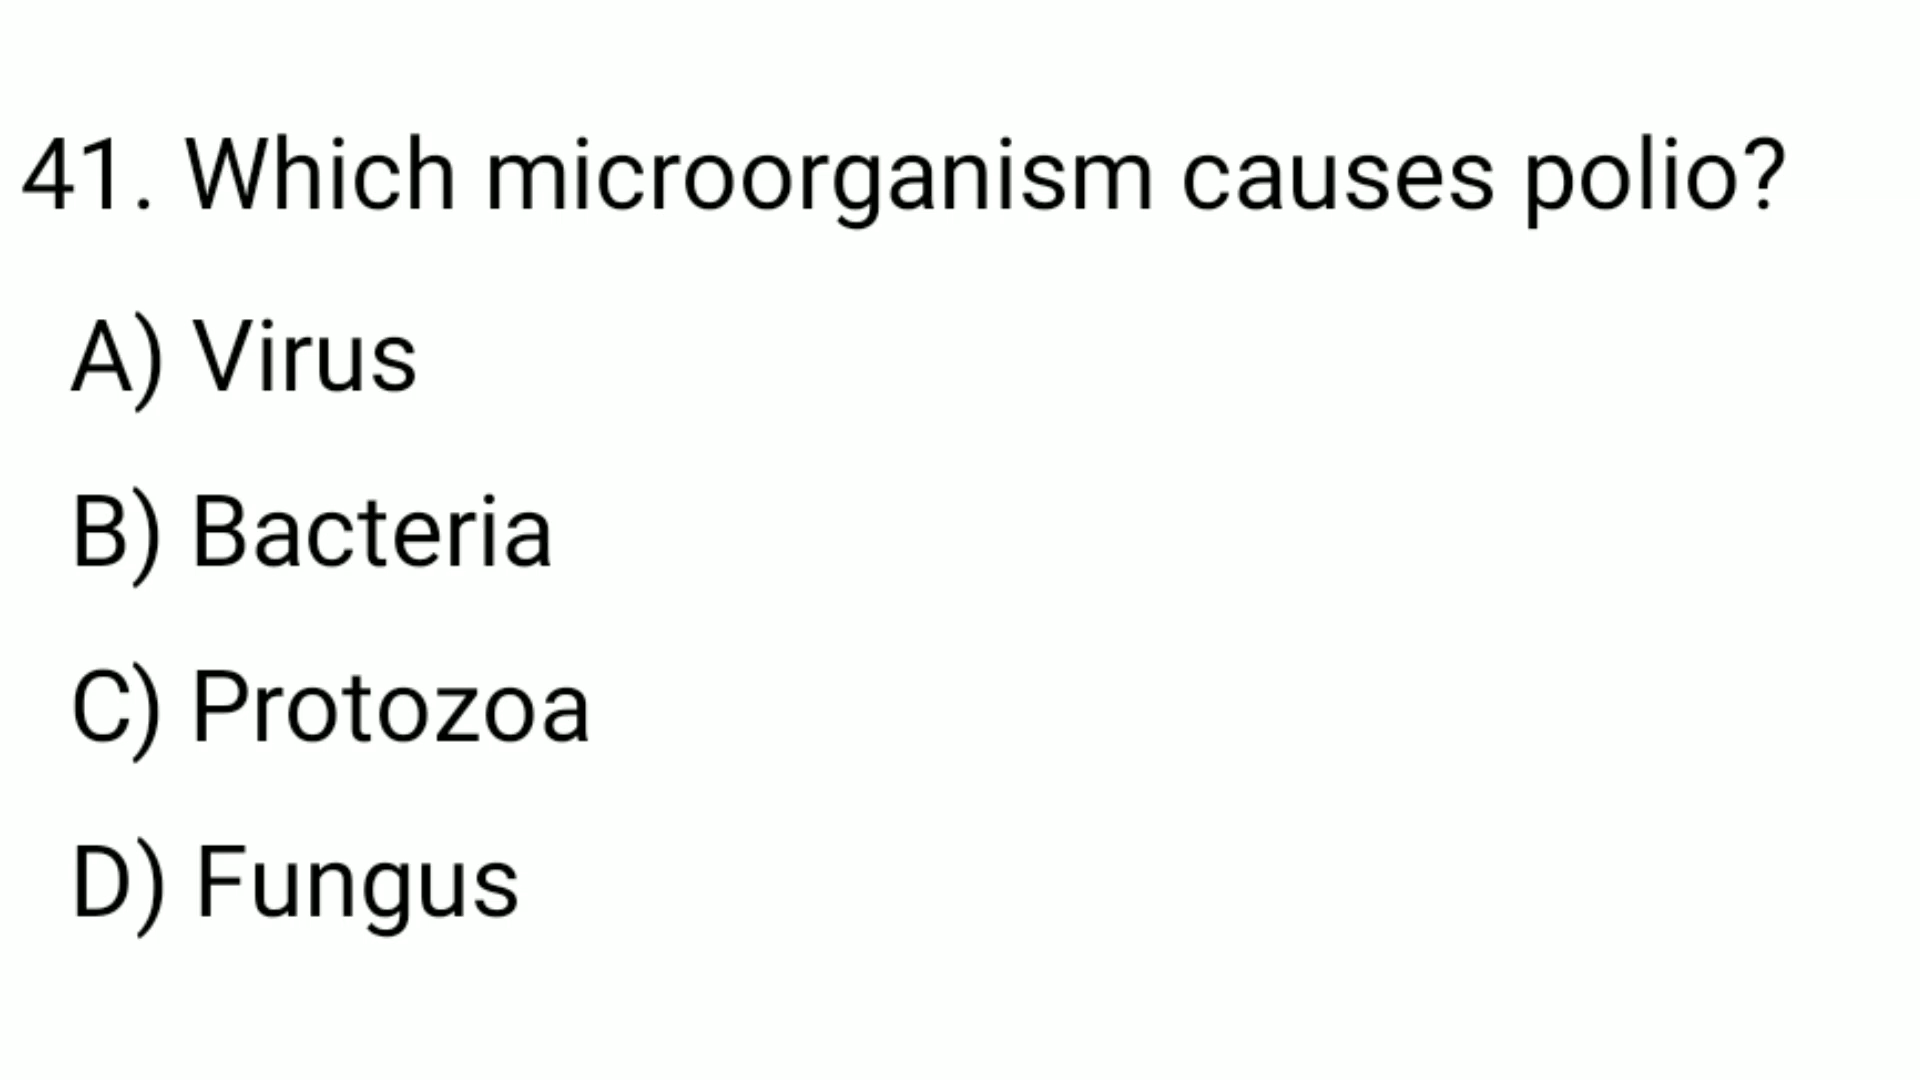 41. Which microorganism causes polio?
A) Virus
B) Bacteria
C) Protozoa
D) Fungus